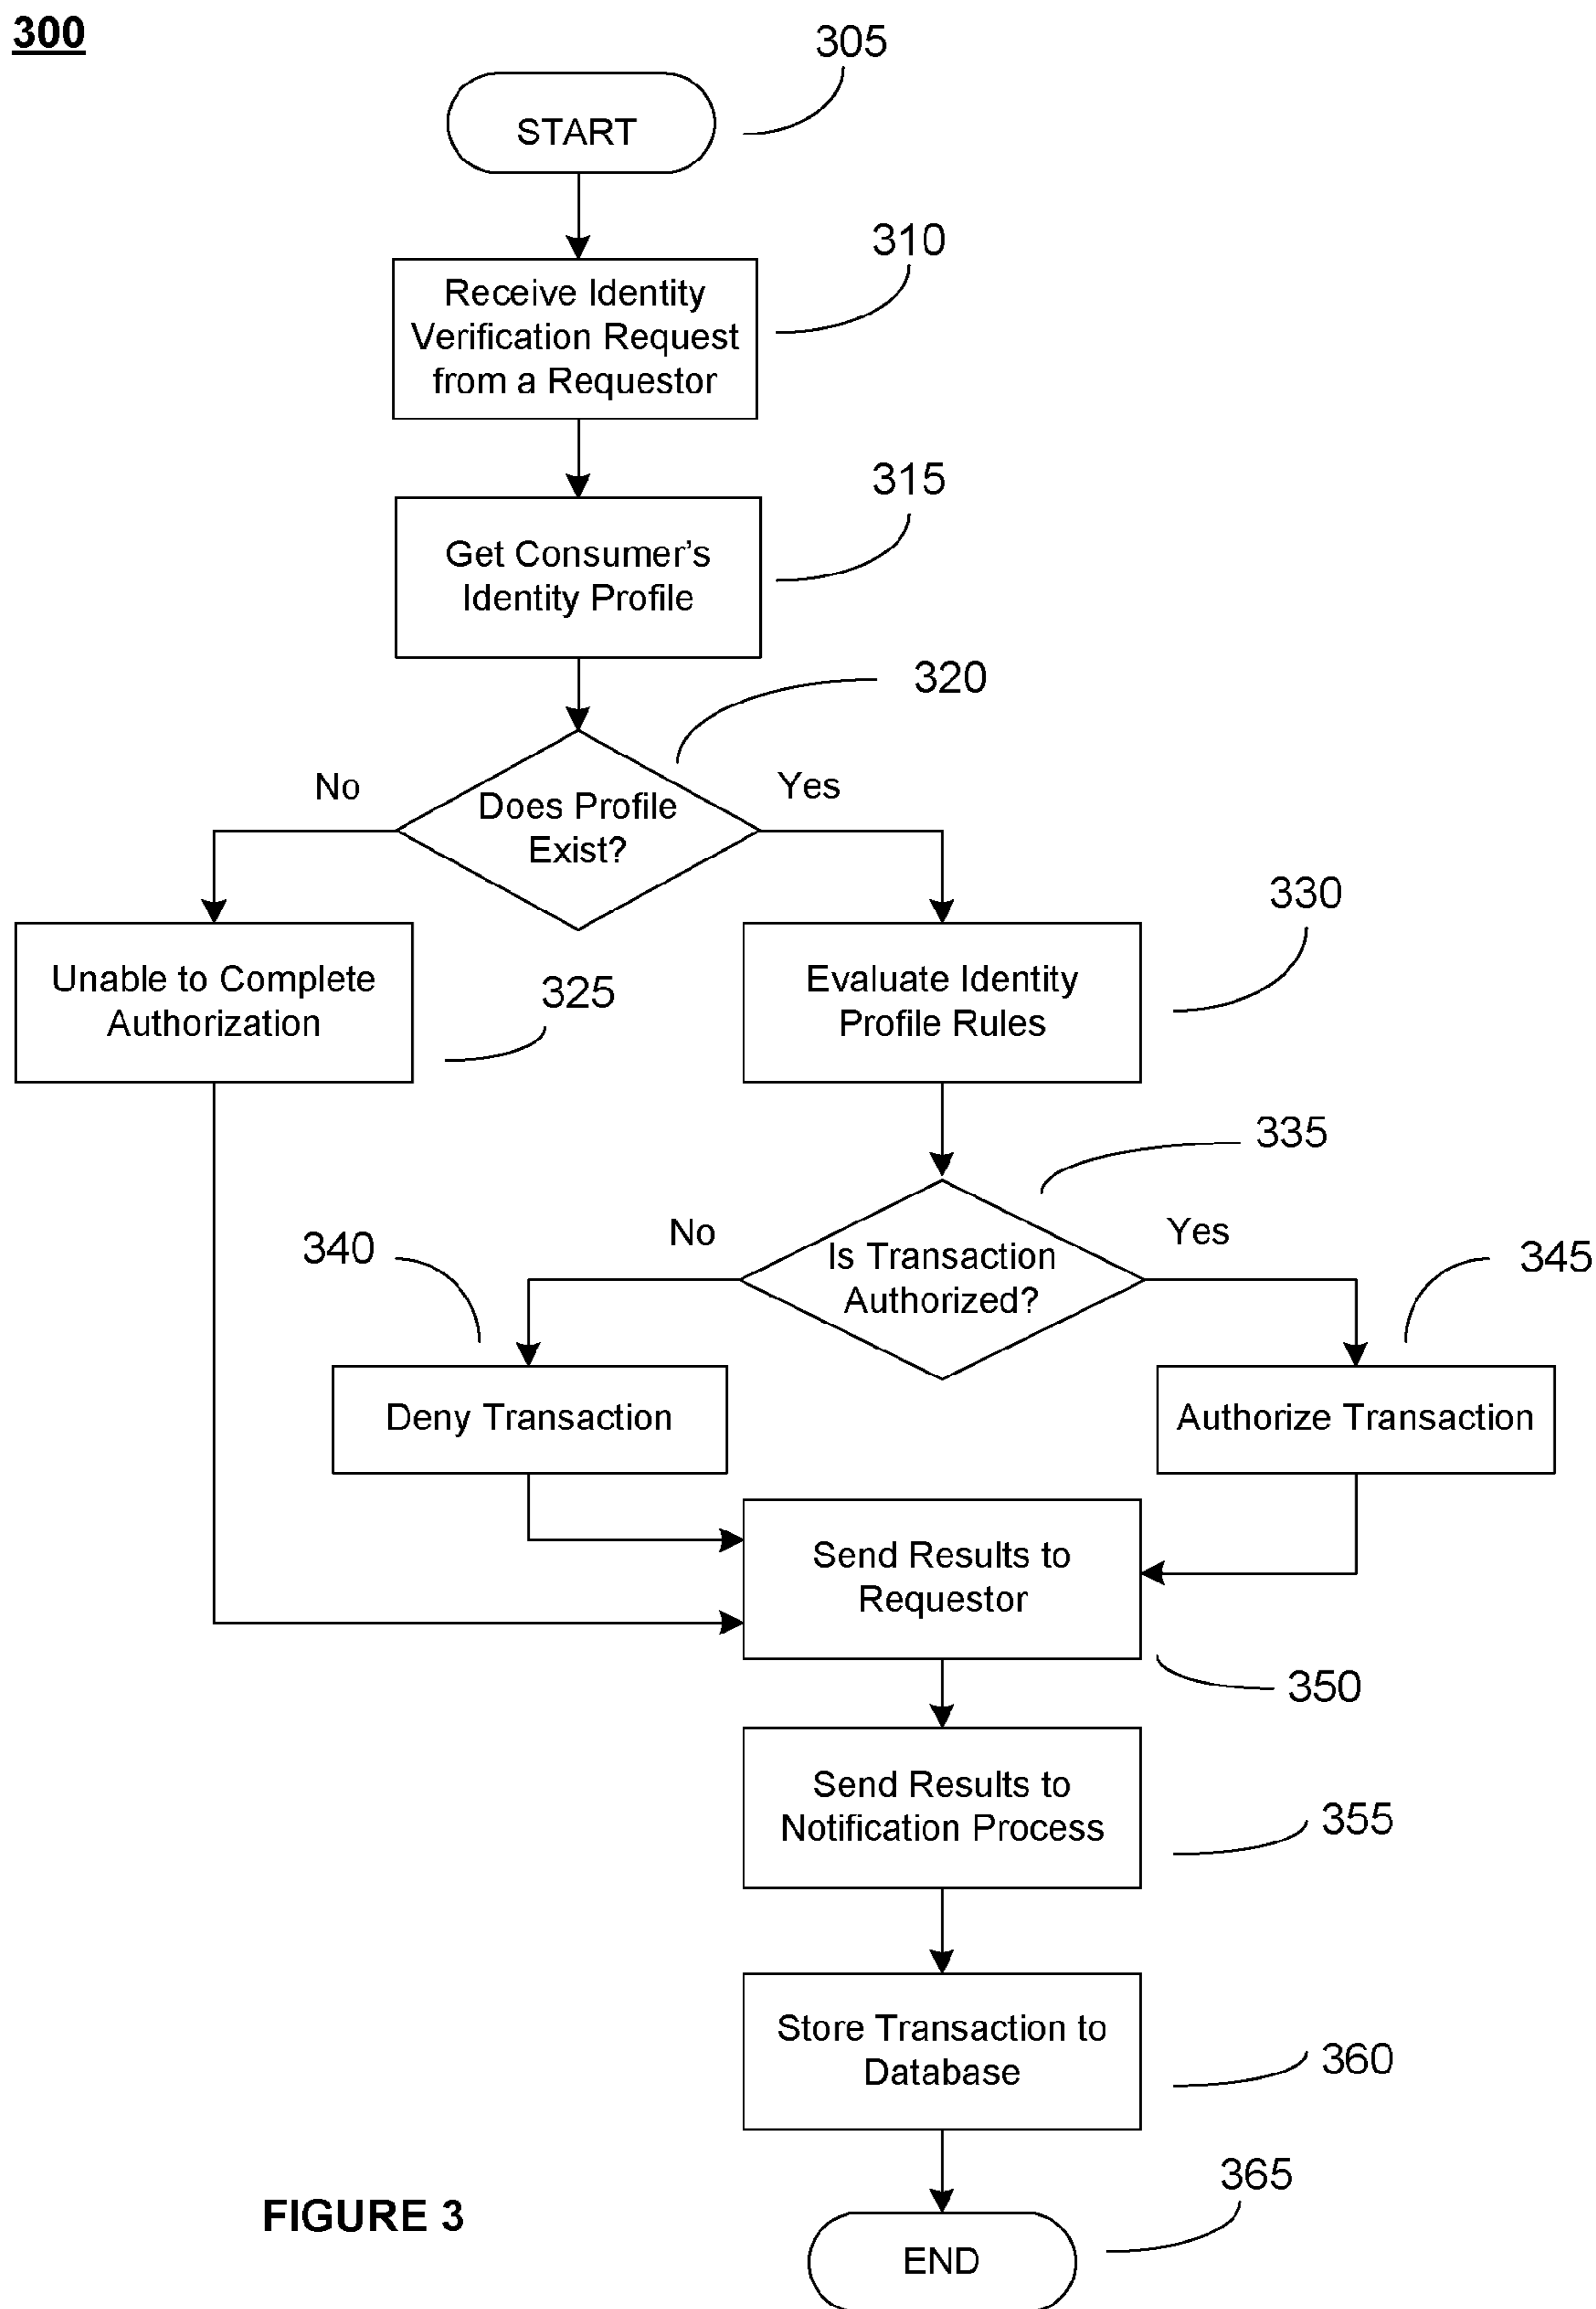 300
305
START
310
Receive Identity
Verification Request
from a Requestor
315
Get Consumer's
Identity Profile
320
No
Yes
Does Profile
Exist?
330
Unable to Complete
Authorization
325
Evaluate Identity
Profile Rules
335
340
No
Yes
345
Is Transaction
Authorized?
Deny Transaction
Authorize Transaction
Send Results to
Requestor
350
Send Results to
Notification Process
355
Store Transaction to
Database
360
365
FIGURE 3
END